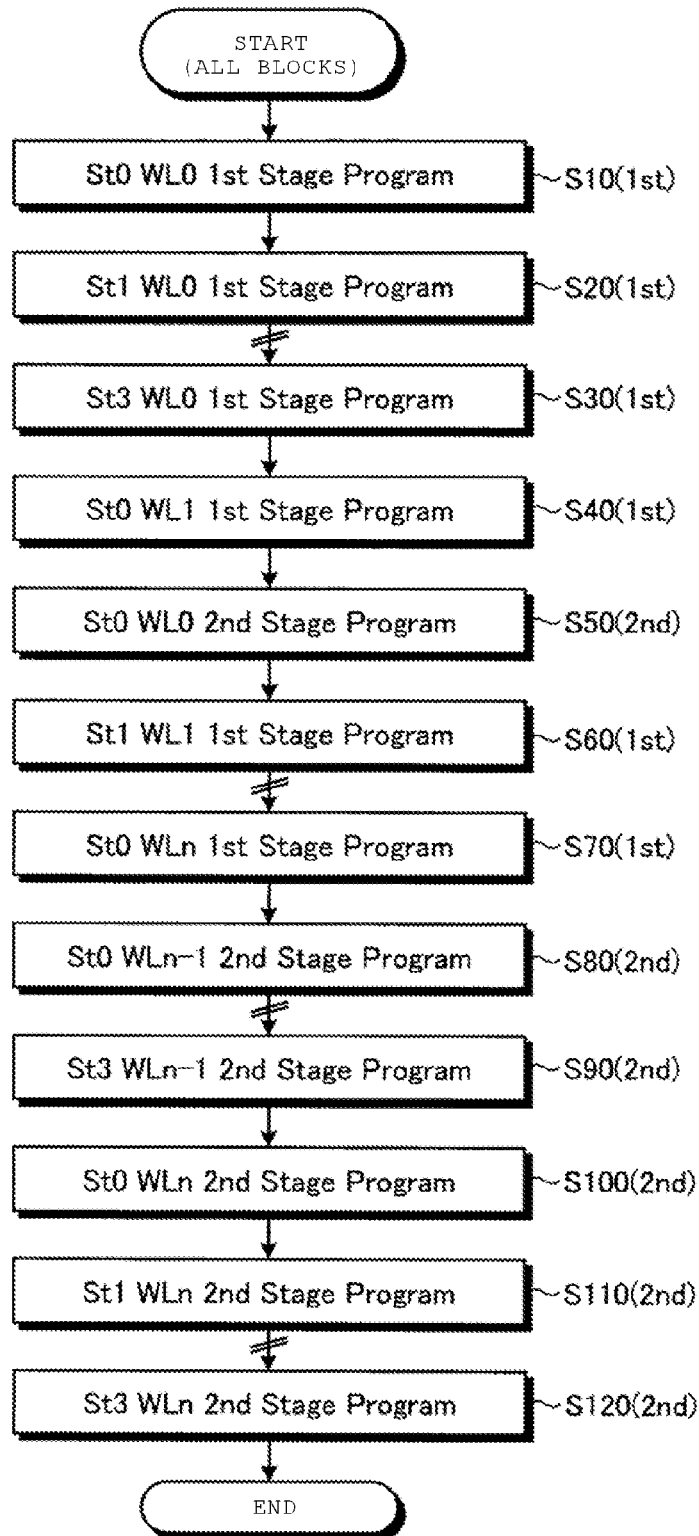 START
(ALL BLOCKS)
St0 WL0 1st Stage Program
S10(1st)
St1 WL0 1st Stage Program
S20(1st)
St3 WL0 1st Stage Program
S30(1st)
St0 WL1 1st Stage Program
S40(1st)
St0 WL0 2nd Stage Program
S50(2nd)
St1 WL1 1st Stage Program
S60(1st)
St0 WLn 1st Stage Program
S70(1st)
St0 WLn-1 2nd Stage Program
S80(2nd)
St3 WLn-1 2nd Stage Program
S90(2nd)
St0 WLn 2nd Stage Program
S100(2nd)
St1 WLn 2nd Stage Program
S110(2nd)
St3 WLn 2nd Stage Program
S120(2nd)
END